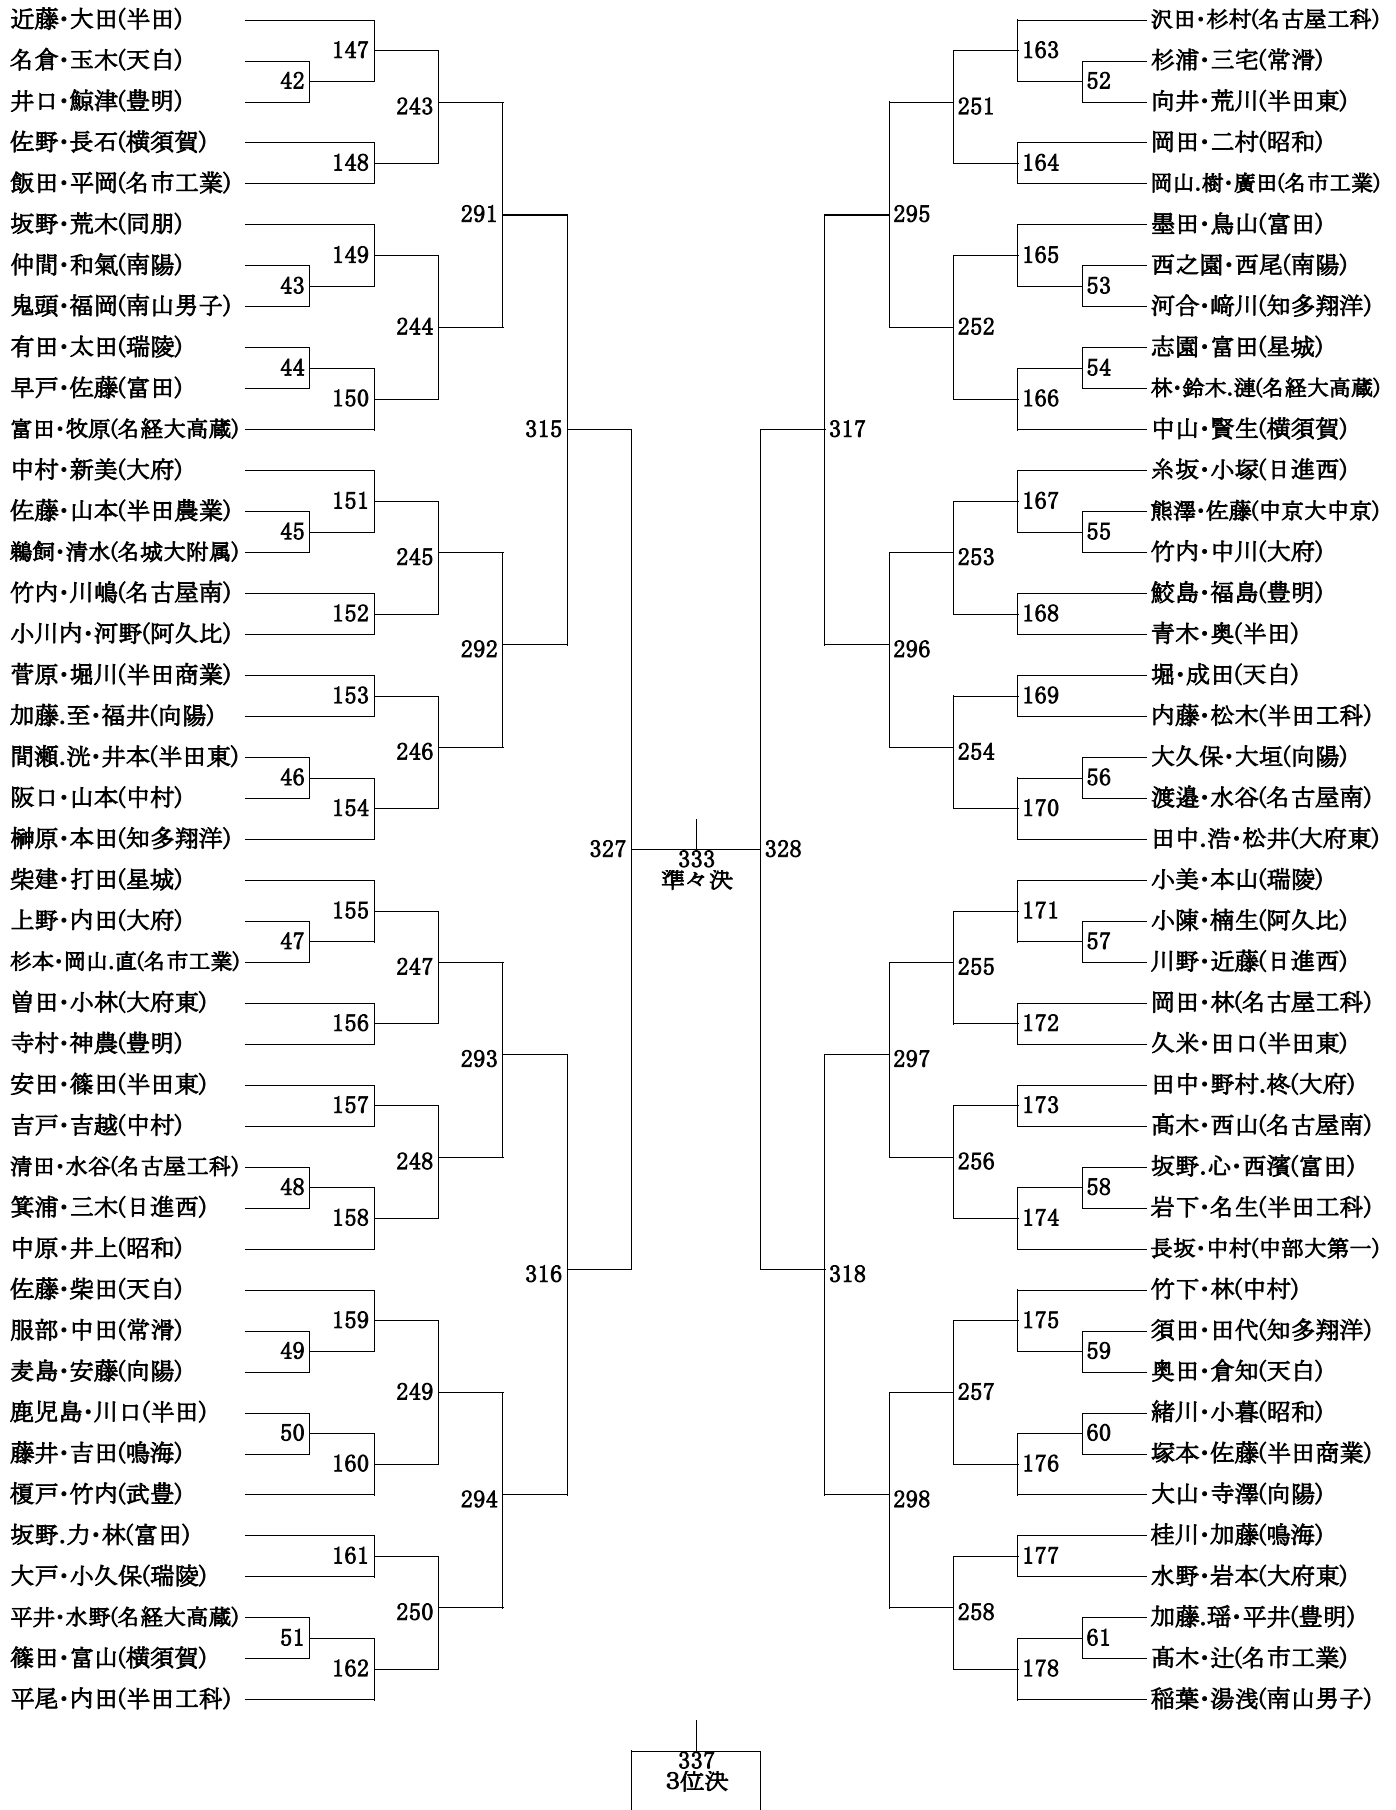 近藤・大田(半田)
名倉・玉木(天白)
井口・鯨津(豊明)
佐野・長石(横須賀)
飯田・平岡(名市工業)
坂野・荒木(同朋)
仲間・和氣(南陽)
鬼頭・福岡(南山男子)
有田・太田(瑞陵)
早戸・佐藤(富田)
富田・牧原(名経大高蔵)
中村・新美(大府)
佐藤・山本(半田農業)
鵜飼・清水(名城大附属)
竹内・川嶋(名古屋南)
小川内・河野(阿久比)
菅原・堀川(半田商業)
加藤.至・福井(向陽)
間瀬.洸・井本(半田東)
阪口・山本(中村)
榊原・本田(知多翔洋)
柴建・打田(星城)
上野・内田(大府)
杉本・岡山.直(名市工業)
曽田・小林(大府東)
寺村・神農(豊明)
安田・篠田(半田東)
吉戸・吉越(中村)
清田・水谷(名古屋工科)
箕浦・三木(日進西)
中原・井上(昭和)
佐藤・柴田(天白)
服部・中田(常滑)
麦島・安藤(向陽)
鹿児島・川口(半田)
藤井・吉田(鳴海)
榎戸・竹内(武豊)
坂野.力・林(富田)
大戸・小久保(瑞陵)
平井・水野(名経大高蔵)
篠田・富山(横須賀)
平尾・内田(半田工科)
42
43
44
45
46
47
48
49
50
51
147
148
149
150
151
152
153
154
155
156
157
158
159
160
161
162
243
244
245
246
247
248
249
250
291
292
293
294
315
316
327
333
準々決
328
317
318
295
296
297
298
251
252
253
254
255
256
257
258
163
164
165
166
167
168
169
170
171
172
173
174
175
176
177
178
52
53
54
55
56
57
58
59
60
61
沢田・杉村(名古屋工科)
杉浦・三宅(常滑)
向井・荒川(半田東)
岡田・二村(昭和)
岡山.樹・廣田(名市工業)
墨田・鳥山(富田)
西之園・西尾(南陽)
河合・﨑川(知多翔洋)
志園・富田(星城)
林・鈴木.漣(名経大高蔵)
中山・賢生(横須賀)
糸坂・小塚(日進西)
熊澤・佐藤(中京大中京)
竹内・中川(大府)
鮫島・福島(豊明)
青木・奥(半田)
堀・成田(天白)
内藤・松木(半田工科)
大久保・大垣(向陽)
渡邉・水谷(名古屋南)
田中.浩・松井(大府東)
小美・本山(瑞陵)
小陳・楠生(阿久比)
川野・近藤(日進西)
岡田・林(名古屋工科)
久米・田口(半田東)
田中・野村.柊(大府)
髙木・西山(名古屋南)
坂野.心・西濱(富田)
岩下・名生(半田工科)
長坂・中村(中部大第一)
竹下・林(中村)
須田・田代(知多翔洋)
奥田・倉知(天白)
緒川・小暮(昭和)
塚本・佐藤(半田商業)
大山・寺澤(向陽)
桂川・加藤(鳴海)
水野・岩本(大府東)
加藤.瑶・平井(豊明)
髙木・辻(名市工業)
稲葉・湯浅(南山男子)
337
3位決